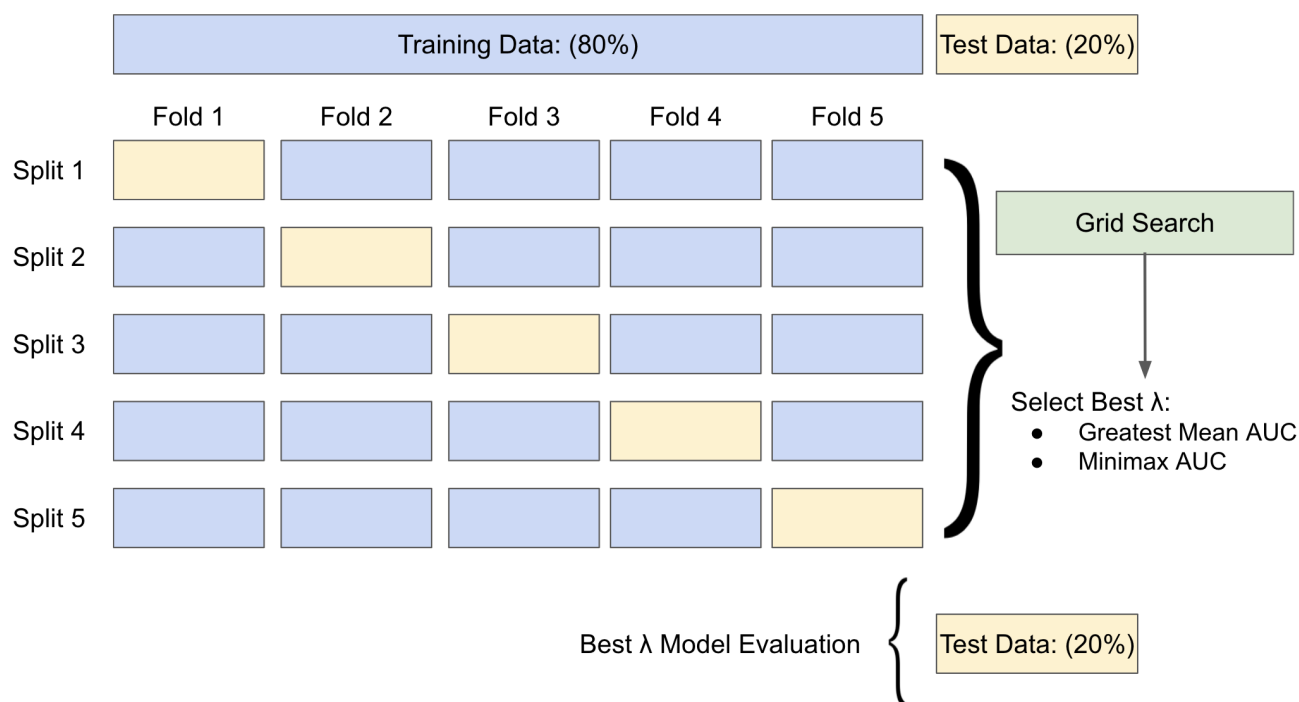 Training Data: (80%)
Test Data: (20%)
Fold 1
Fold 2
Fold 3
Fold 4
Fold 5
Split 1
Split 2
Split 3
Split 4
Split 5
Grid Search
Select Best λ:
● Greatest Mean AUC
● Minimax AUC
Best λ Model Evaluation
Test Data: (20%)